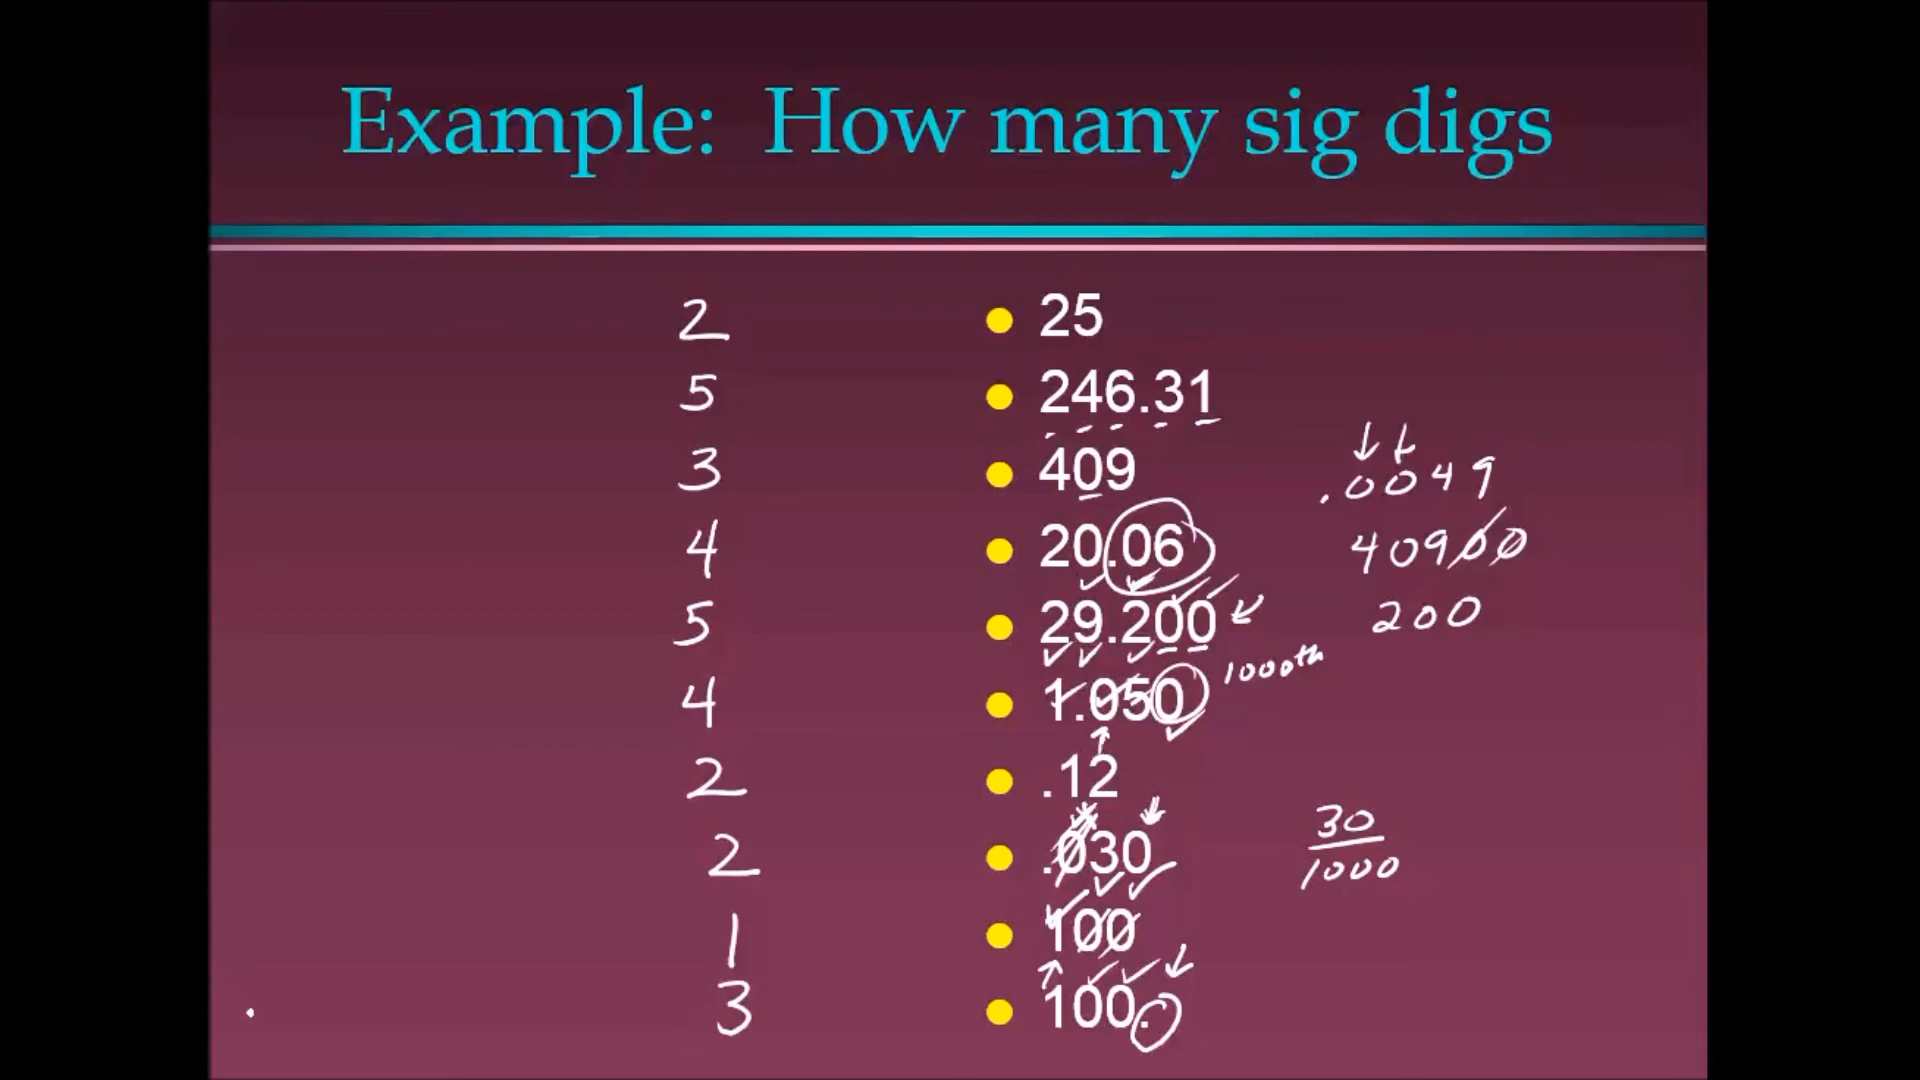 Example: How many sig digs
2 • 25
5 • 246.31
3 • 409 .0049
4 • 20.06 40900
5 • 29.200 200
4 • 1.050 1000th
2 • .12
2 • .030 30/1000
1 • 100
3 • 100.